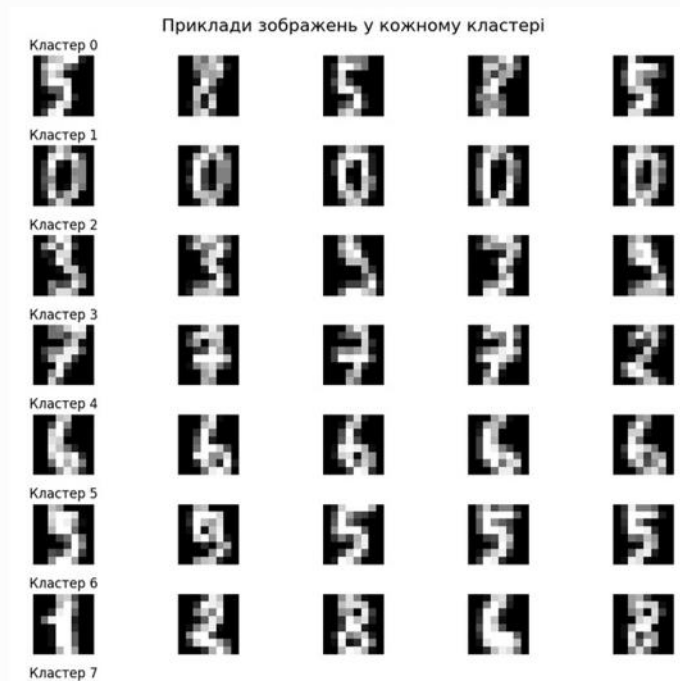 Приклади зображень у кожному кластері
Кластер 0
Кластер 1
Кластер 2
Кластер 3
Кластер 4
Кластер 5
Кластер 6
Кластер 7